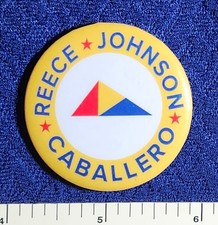 REECE ★ JOHNSON ★ CABALLERO ★
4 5 6